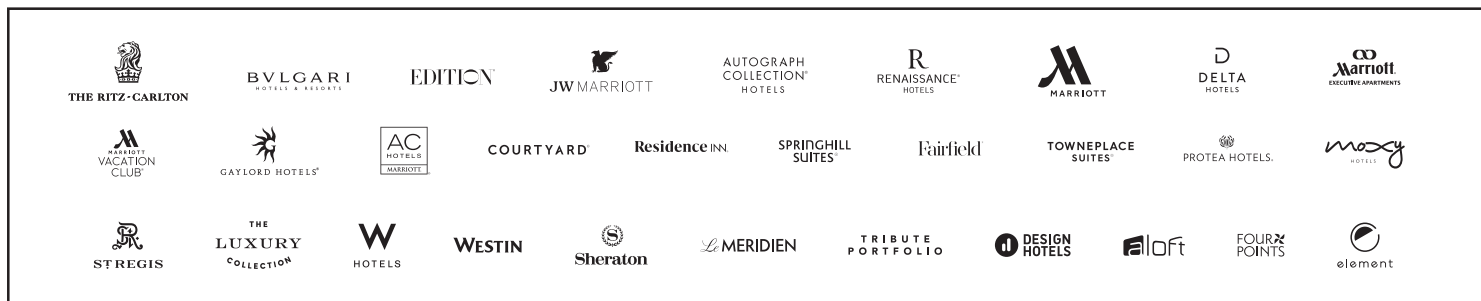 THE RITZ-CARLTON
BVLGARI
HOTELS & RESORTS
EDITION
JW MARRIOTT
AUTOGRAPH
COLLECTION®
HOTELS
R
RENAISSANCE®
HOTELS
MARRIOTT
D
DELTA
HOTELS
Marriott.
EXECUTIVE APARTMENTS
MARRIOTT
VACATION
CLUB®
GAYLORD HOTELS®
AC
HOTELS
MARRIOTT
COURTYARD®
Residence INN.
SPRINGHILL
SUITES®
Fairfield
TOWNEPLACE
SUITES®
PROTEA HOTELS.
moxy
HOTELS
STREGIS
THE
LUXURY
COLLECTION
W
HOTELS
WESTIN
S
Sheraton
Le MERIDIEN
TRIBUTE
PORTFOLIO
DESIGN
HOTELS
aloft
FOUR
POINTS
element